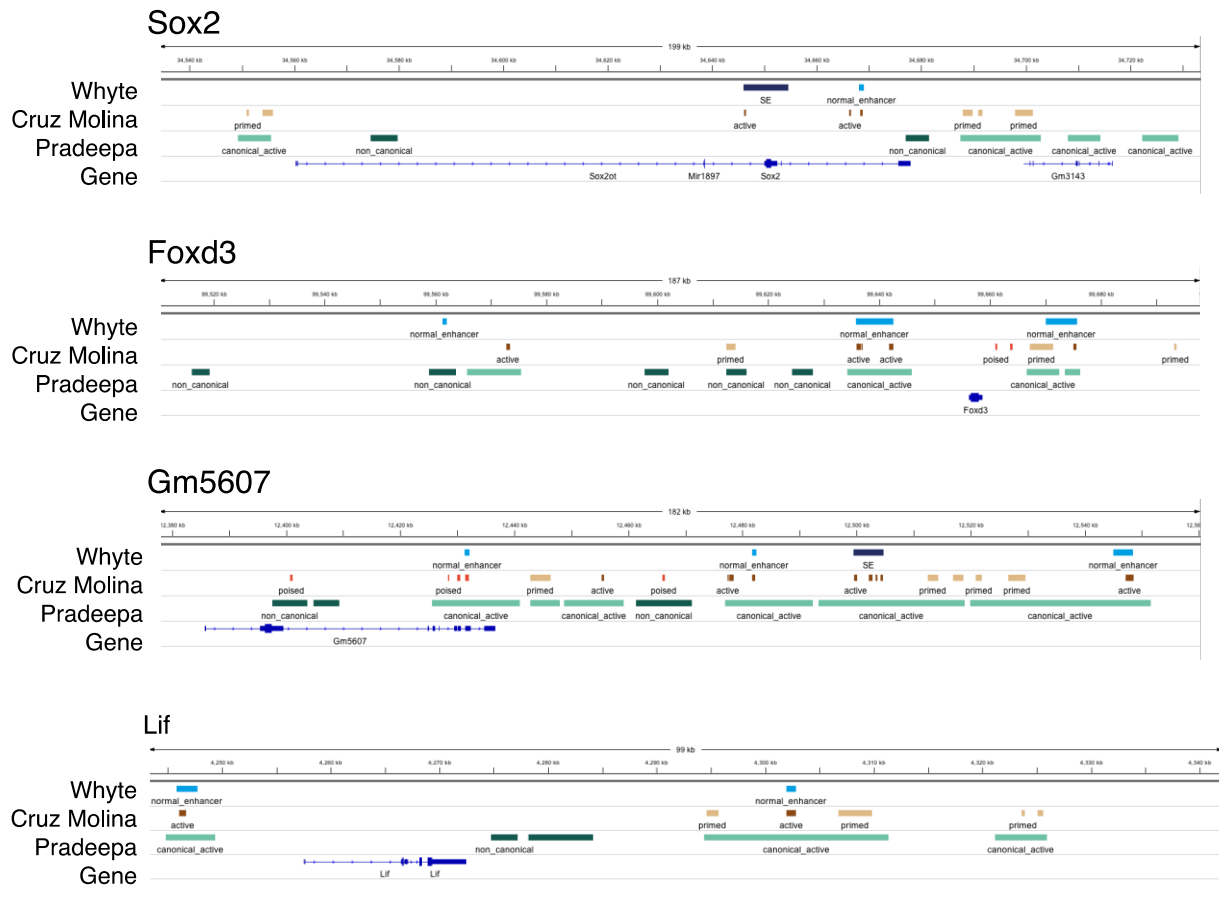 Sox2
199 kb
34,540 kb 34,560 kb 34,580 kb 34,600 kb 34,620 kb 34,640 kb 34,660 kb 34,680 kb 34,700 kb 34,720 kb
Whyte
SE normal_enhancer
Cruz Molina
primed active active primed primed
Pradeepa
canonical_active non_canonical non_canonical canonical_active canonical_active canonical_active
Gene
Sox2ot Mir1897 Sox2 Gm3143
Foxd3
187 kb
99,520 kb 99,540 kb 99,560 kb 99,580 kb 99,600 kb 99,620 kb 99,640 kb 99,660 kb 99,680 kb
Whyte
normal_enhancer normal_enhancer normal_enhancer
Cruz Molina
active primed active active poised primed primed
Pradeepa
non_canonical non_canonical non_canonical non_canonical non_canonical canonical_active canonical_active
Gene
Foxd3
Gm5607
182 kb
12,380 kb 12,400 kb 12,420 kb 12,440 kb 12,460 kb 12,480 kb 12,500 kb 12,520 kb 12,540 kb 12,56
Whyte
normal_enhancer normal_enhancer SE normal_enhancer
Cruz Molina
poised poised primed active poised active active primed primed primed active
Pradeepa
non_canonical canonical_active canonical_active non_canonical canonical_active canonical_active canonical_active
Gene
Gm5607
Lif
99 kb
4,250 kb 4,260 kb 4,270 kb 4,280 kb 4,290 kb 4,300 kb 4,310 kb 4,320 kb 4,330 kb 4,340 kb
Whyte
normal_enhancer normal_enhancer
Cruz Molina
active primed active primed primed
Pradeepa
canonical_active non_canonical canonical_active canonical_active
Gene
Lif Lif